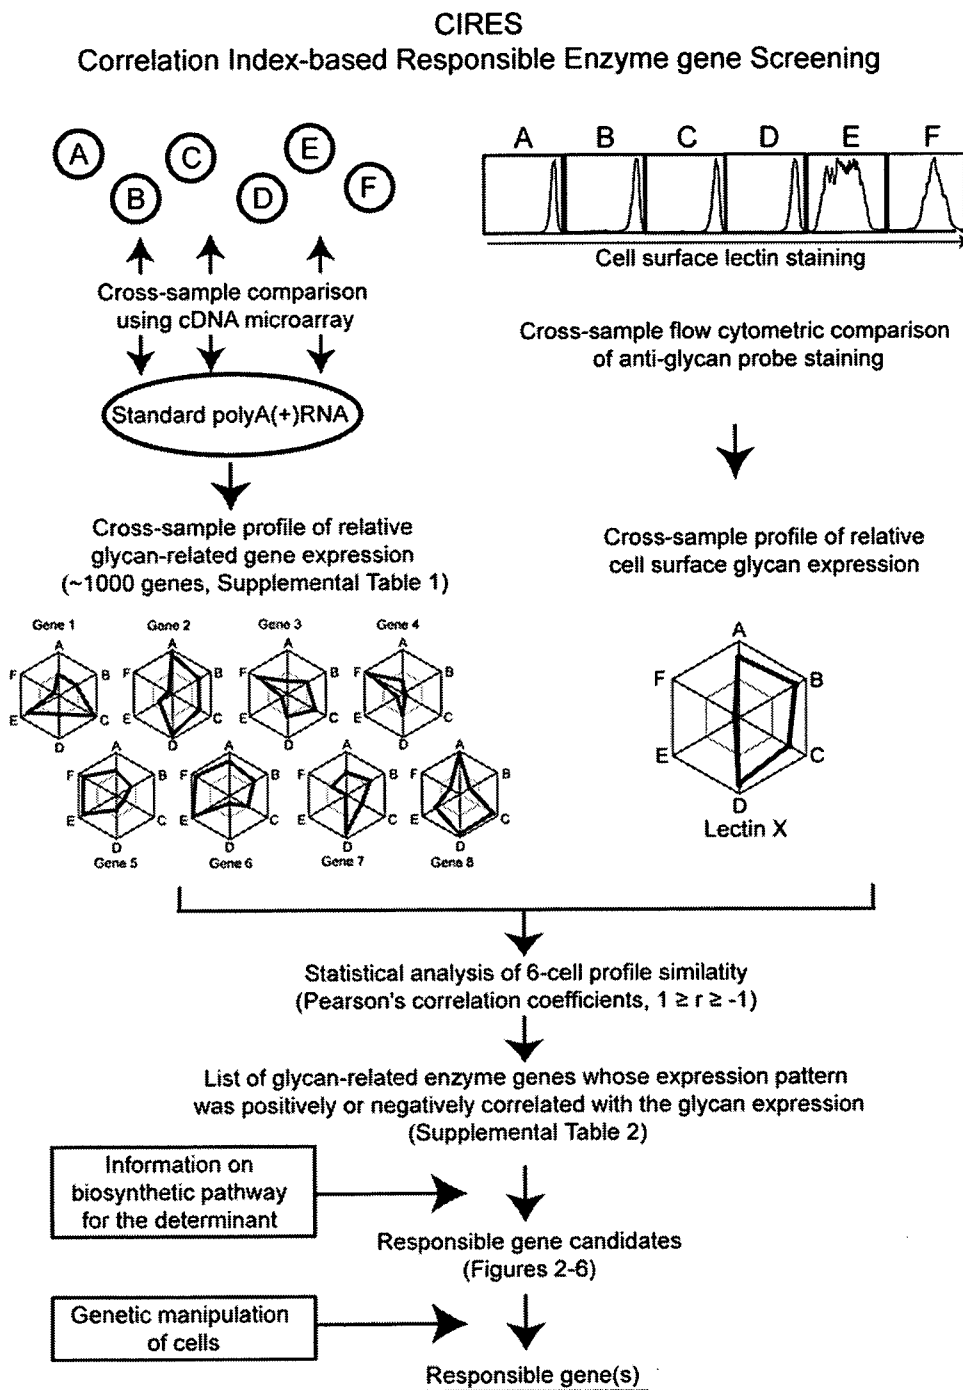 CIRES
Correlation Index-based Responsible Enzyme gene Screening
A
B
C
D
E
F
Cross-sample comparison
using cDNA microarray
Standard polyA(+)RNA
Cross-sample profile of relative
glycan-related gene expression
(~1000 genes, Supplemental Table 1)
A B C D E F
Cell surface lectin staining
Cross-sample flow cytometric comparison
of anti-glycan probe staining
Cross-sample profile of relative
cell surface glycan expression
Gene 1
A
B
C
D
E
F
Gene 2
A
B
C
D
E
F
Gene 3
A
B
C
D
E
F
Gene 4
A
B
C
D
E
F
A
B
C
D
E
F
Gene 5
A
B
C
D
E
F
Gene 6
A
B
C
D
E
F
Gene 7
A
B
C
D
E
F
Gene 8
A
B
C
D
E
F
Lectin X
Statistical analysis of 6-cell profile similatity
(Pearson's correlation coefficients, 1 ≥ r ≥ -1)
List of glycan-related enzyme genes whose expression pattern
was positively or negatively correlated with the glycan expression
(Supplemental Table 2)
Information on
biosynthetic pathway
for the determinant
Responsible gene candidates
(Figures 2-6)
Genetic manipulation
of cells
Responsible gene(s)